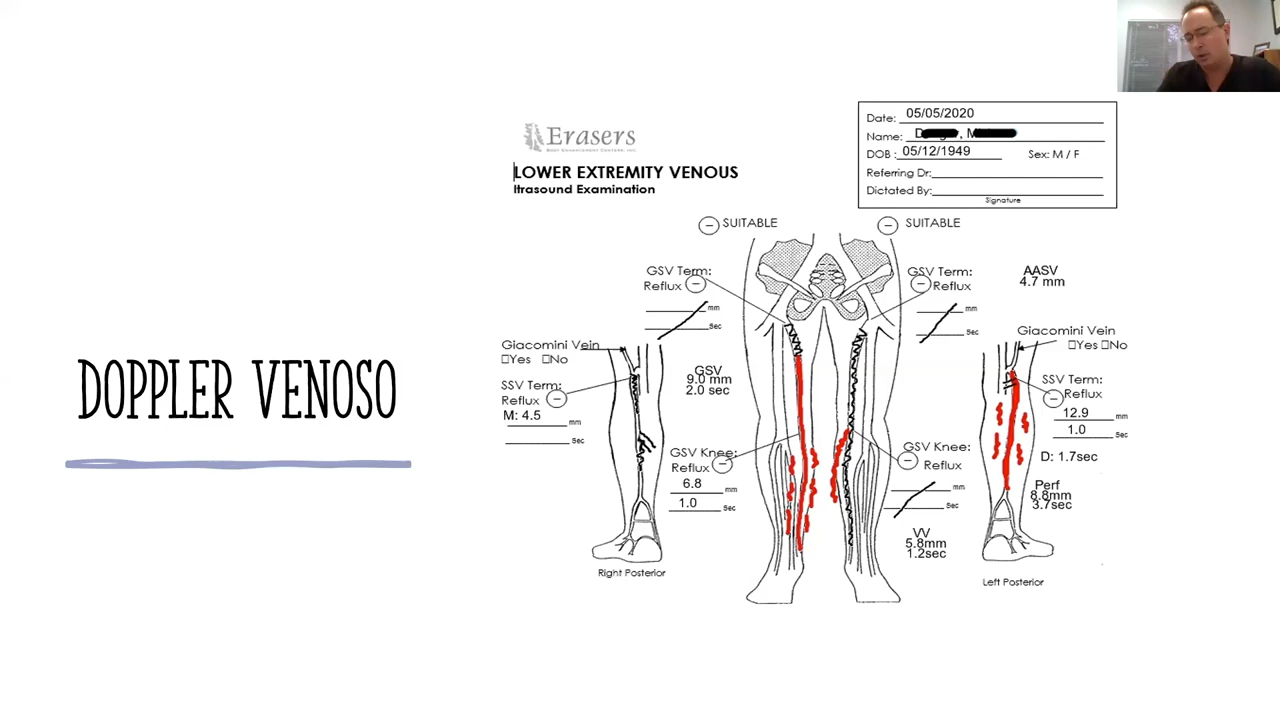 DOPPLER VENOSO
Erasers
BODY ENHANCEMENT CENTERS, INC.
LOWER EXTREMITY VENOUS
ltrasound Examination
Date: 05/05/2020
Name:
DOB : 05/12/1949 Sex: M / F
Referring Dr:
Dictated By:
Signature
SUITABLE
SUITABLE
GSV Term:
Reflux
mm
Sec
GSV Term:
Reflux
mm
Sec
AASV
4.7 mm
Giacomini Vein
Yes No
SSV Term:
Reflux
M: 4.5
mm
Sec
GSV
9.0 mm
2.0 sec
GSV Knee:
Reflux
6.8 mm
1.0 Sec
Right Posterior
GSV Knee:
Reflux
mm
Sec
VV
5.8mm
1.2sec
Giacomini Vein
Yes No
SSV Term:
Reflux
12.9 mm
1.0 Sec
D: 1.7sec
Perf
8.8mm
3.7sec
Left Posterior